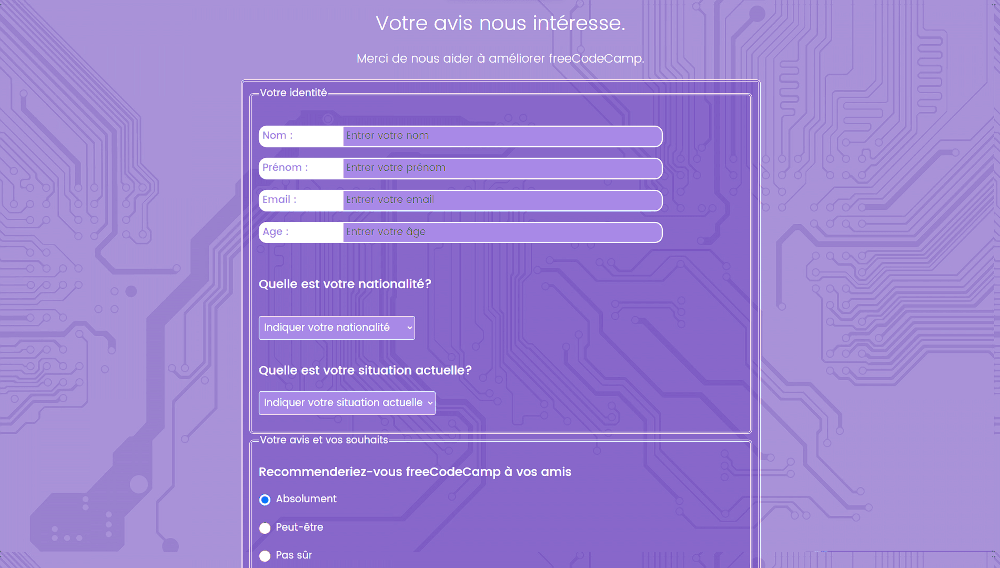 Votre avis nous intéresse.
Merci de nous aider à améliorer freeCodeCamp.
Votre identité
Nom : Entrer votre nom
Prénom : Entrer votre prénom
Email : Entrer votre email
Age : Entrer votre âge
Quelle est votre nationalité?
Indiquer votre nationalité
Quelle est votre situation actuelle?
Indiquer votre situation actuelle
Votre avis et vos souhaits
Recommenderiez-vous freeCodeCamp à vos amis
Absolument
Peut-être
Pas sûr